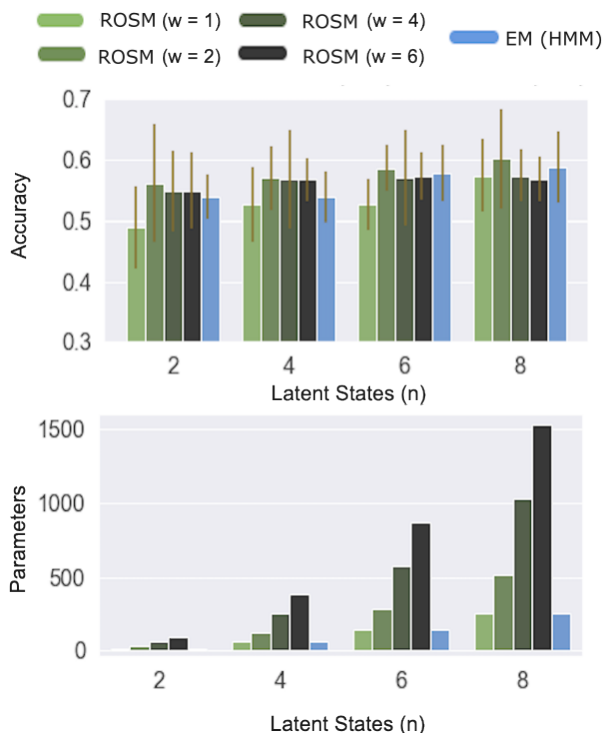 ROSM (w = 1) ROSM (w = 4) EM (HMM)
ROSM (w = 2) ROSM (w = 6)
0.7
0.6
0.5
0.4
0.3
Accuracy
2 4 6 8
Latent States (n)
1500
1000
500
0
Parameters
2 4 6 8
Latent States (n)